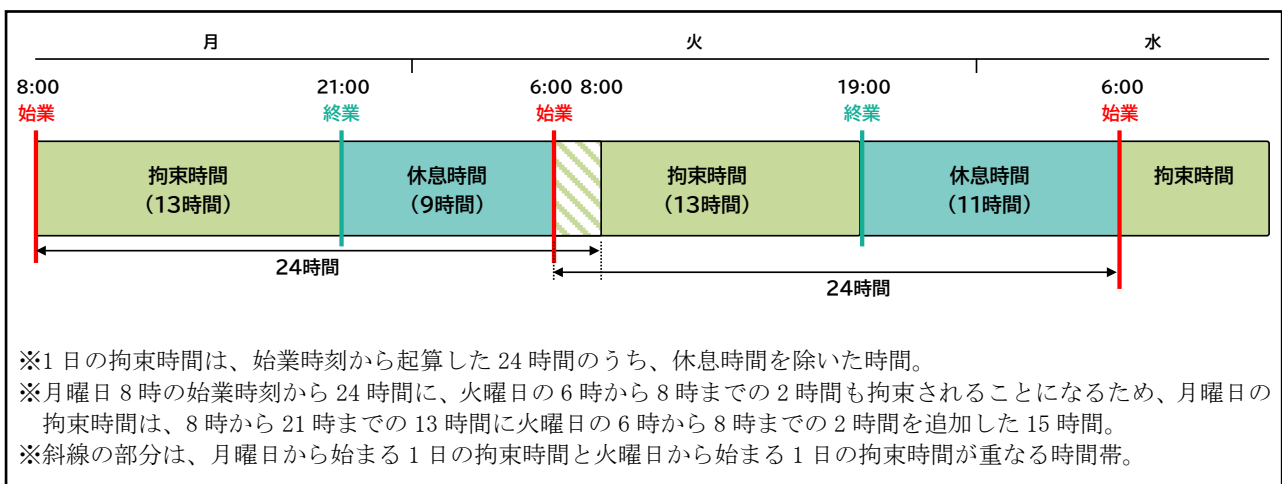 月 火 水
8:00 21:00 6:00 8:00 19:00 6:00
始業 終業 始業 終業 始業
拘束時間 休息時間 拘束時間 休息時間 拘束時間
(13時間) (9時間) (13時間) (11時間)
24時間
24時間
※1日の拘束時間は、始業時刻から起算した24時間のうち、休息時間を除いた時間。
※月曜日8時の始業時刻から24時間に、火曜日の6時から8時までの2時間も拘束されることになるため、月曜日の
拘束時間は、8時から21時までの13時間に火曜日の6時から8時までの2時間を追加した15時間。
※斜線の部分は、月曜日から始まる1日の拘束時間と火曜日から始まる1日の拘束時間が重なる時間帯。